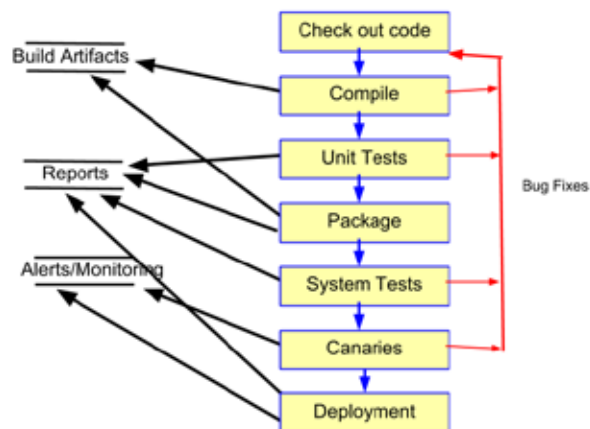 Check out code
Build Artifacts
Compile
Unit Tests
Reports
Bug Fixes
Package
Alerts/Monitoring
System Tests
Canaries
Deployment